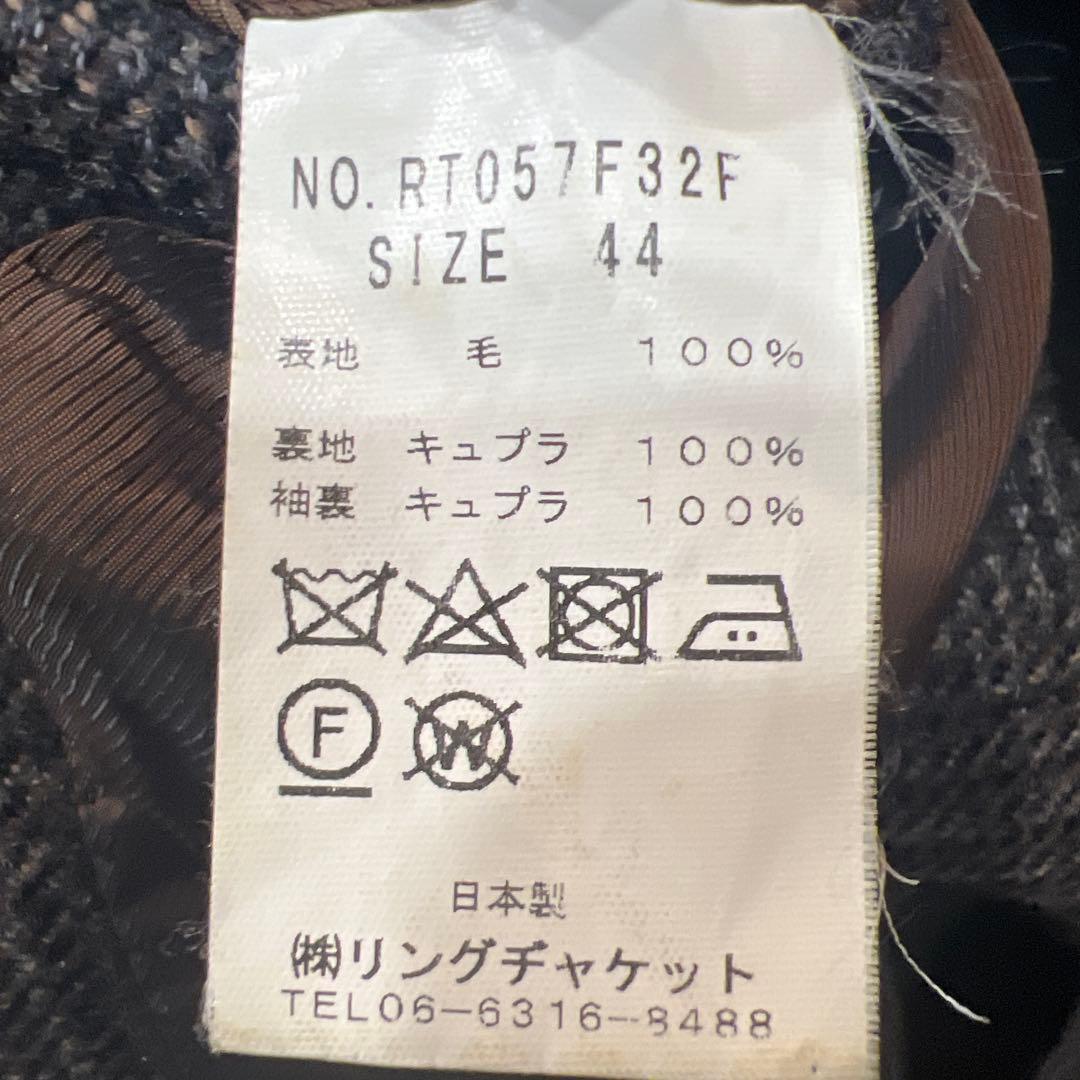 NO. RT057F32F
SIZE 44
表地 毛 100%
裏地 キュプラ 100%
袖裏 キュプラ 100%
F W
日本製
㈱リングヂャケット
TEL06-6316-8488